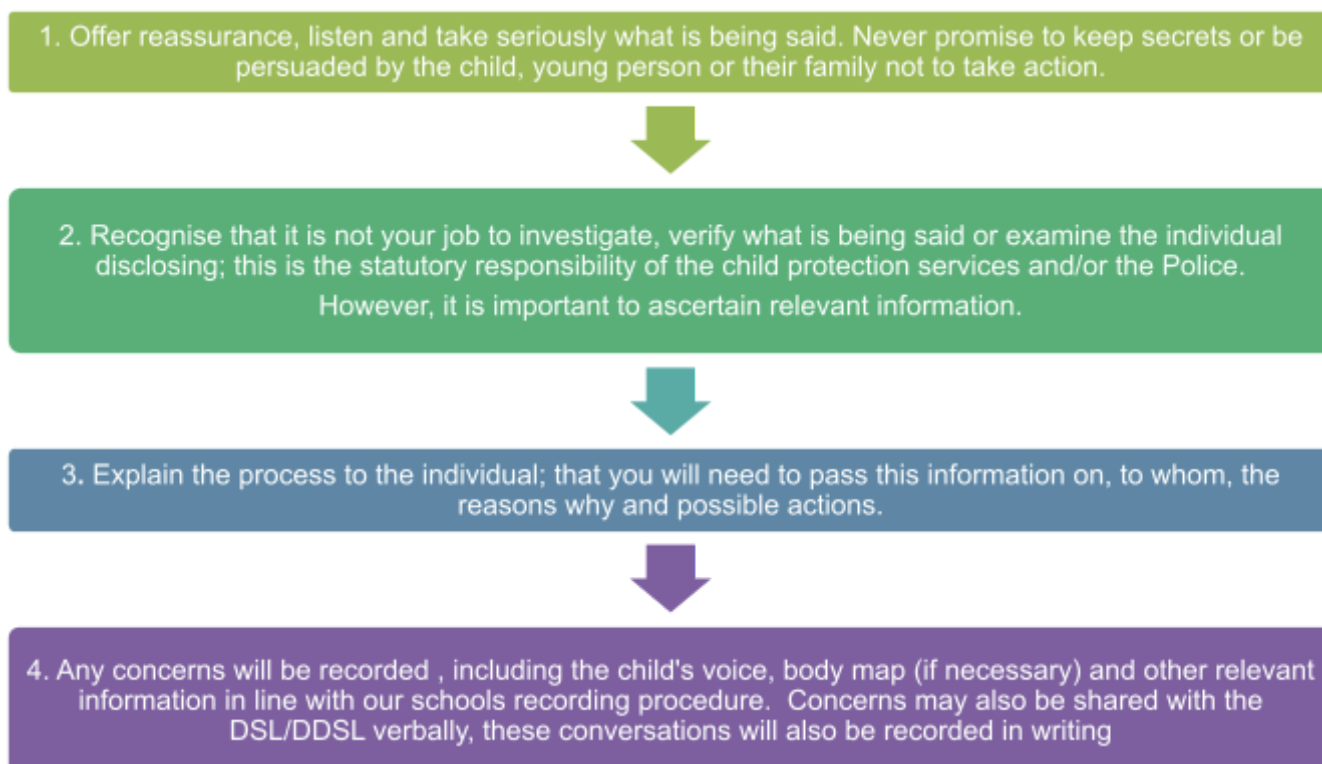 1. Offer reassurance, listen and take seriously what is being said. Never promise to keep secrets or be
persuaded by the child, young person or their family not to take action.
2. Recognise that it is not your job to investigate, verify what is being said or examine the individual
disclosing; this is the statutory responsibility of the child protection services and/or the Police.
However, it is important to ascertain relevant information.
3. Explain the process to the individual; that you will need to pass this information on, to whom, the
reasons why and possible actions.
4. Any concerns will be recorded , including the child's voice, body map (if necessary) and other relevant
information in line with our schools recording procedure.  Concerns may also be shared with the
DSL/DDSL verbally, these conversations will also be recorded in writing